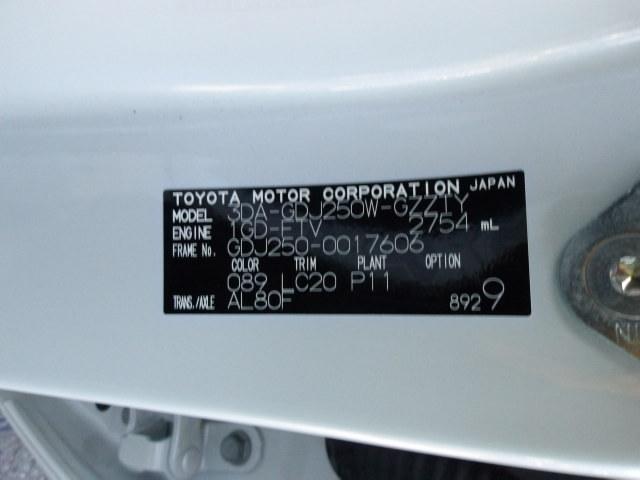 TOYOTA MOTOR CORPORATION JAPAN
MODEL 3DA-GDJ250W-GZZTY
ENGINE 1GD-FTV 2754 mL
FRAME No. GDJ250-0017606
COLOR TRIM PLANT OPTION
089 LC20 P11
TRANS./AXLE AL80F 8929